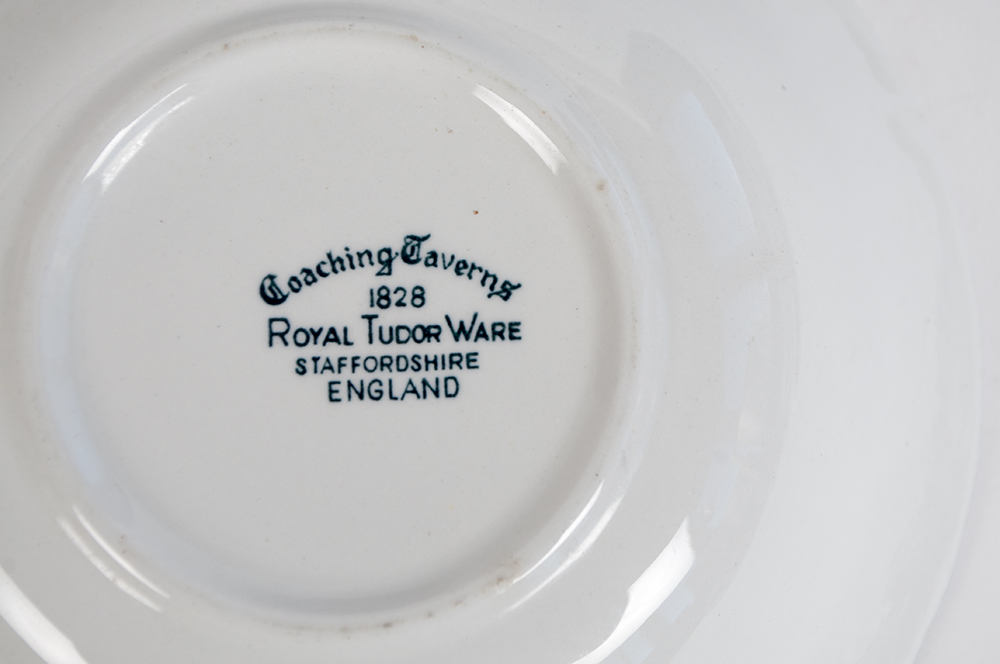 Coaching Taverns
1828
ROYAL TUDOR WARE
STAFFORDSHIRE
ENGLAND